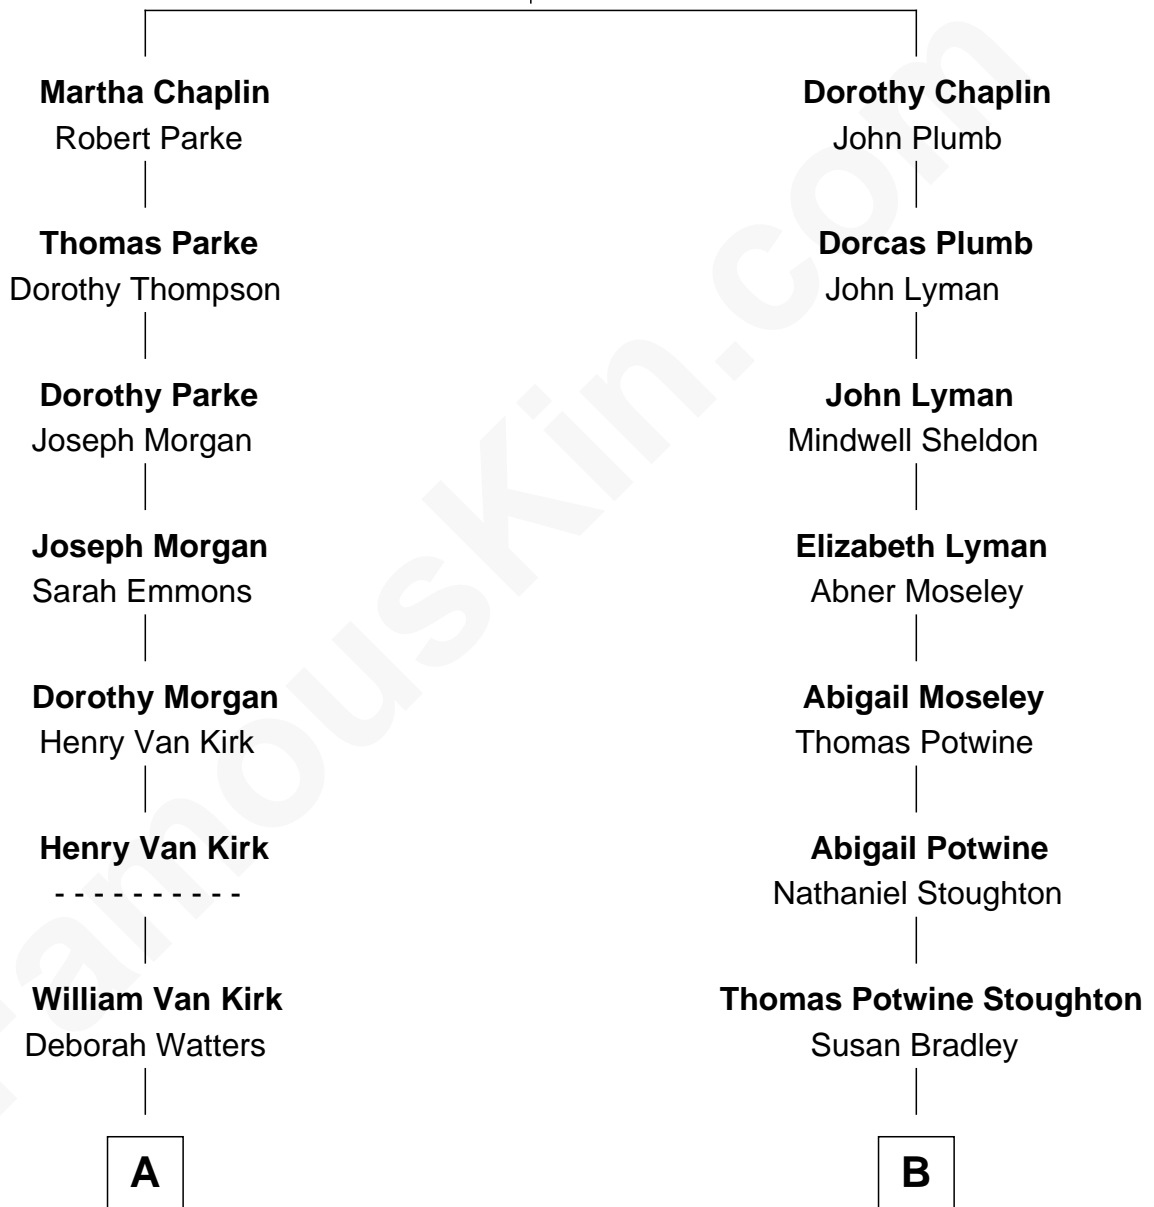 Martha Chaplin
Robert Parke
Dorothy Chaplin
John Plumb
Thomas Parke
Dorothy Thompson
Dorcas Plumb
John Lyman
Dorothy Parke
Joseph Morgan
John Lyman
Mindwell Sheldon
Joseph Morgan
Sarah Emmons
Elizabeth Lyman
Abner Moseley
Dorothy Morgan
Henry Van Kirk
Abigail Moseley
Thomas Potwine
Henry Van Kirk
- - - - - - - - - -
Abigail Potwine
Nathaniel Stoughton
William Van Kirk
Deborah Watters
Thomas Potwine Stoughton
Susan Bradley
A
B
FamousKin.com